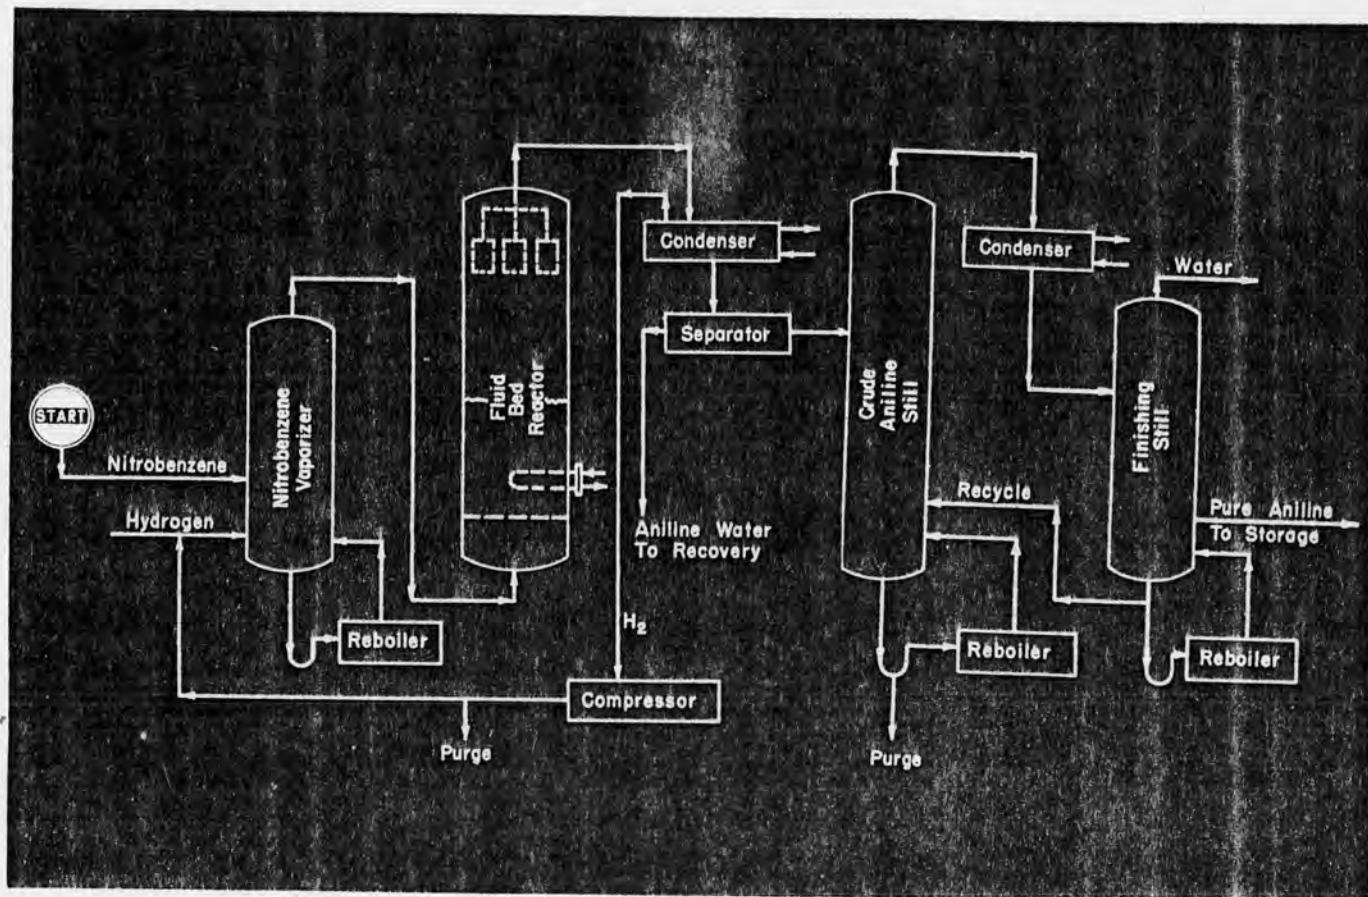 START
Nitrobenzene
Hydrogen
Nitrobenzene
Vaporizer
Reboiler
Fluid
Bed
Reactor
Condenser
Separator
Aniline Water
To Recovery
H₂
Compressor
Purge
Crude
Aniline
Still
Condenser
Recycle
Reboiler
Purge
Water
Finishing
Still
Pure Aniline
To Storage
Reboiler